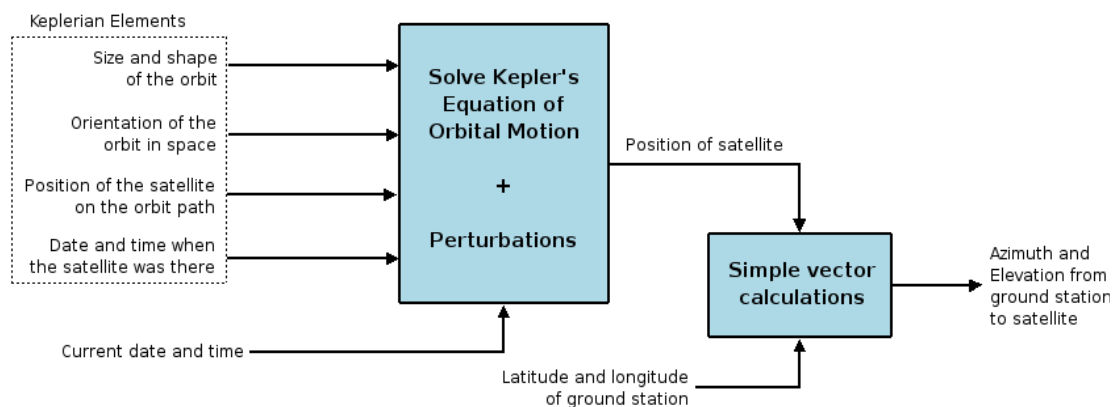 Keplerian Elements
Size and shape
of the orbit
Orientation of the
orbit in space
Position of the satellite
on the orbit path
Date and time when
the satellite was there
Solve Kepler's
Equation of
Orbital Motion
+
Perturbations
Current date and time
Position of satellite
Simple vector
calculations
Latitude and longitude
of ground station
Azimuth and
Elevation from
ground station
to satellite